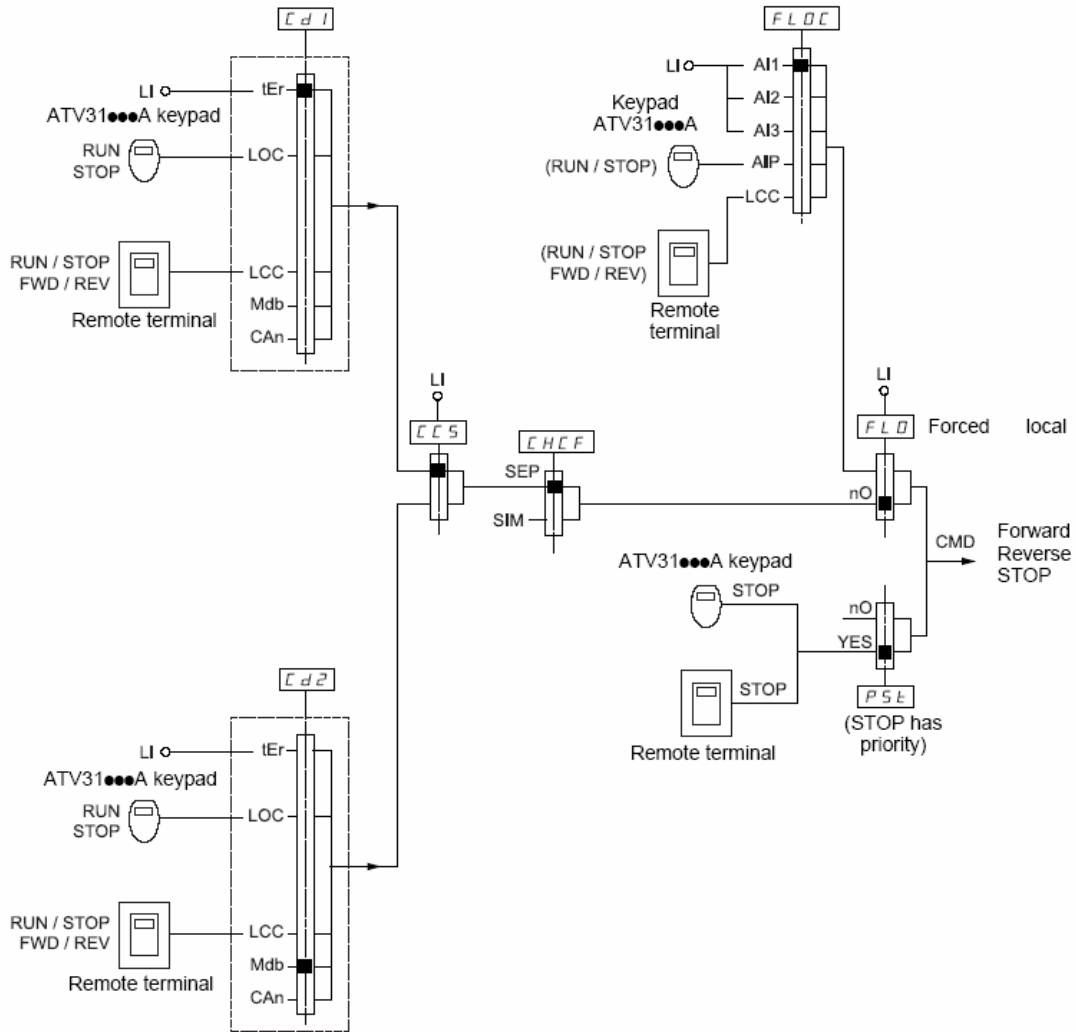 Cd1
LI
tEr
ATV31●●●A keypad
RUN
STOP
LOC
RUN / STOP
FWD / REV
LCC
Remote terminal
Mdb
CAn
FLOC
LI
AI1
AI2
AI3
Keypad
ATV31●●●A
(RUN / STOP)
AIP
LCC
(RUN / STOP
FWD / REV)
Remote
terminal
LI
CCS
CHCF
SEP
SIM
LI
FLO
Forced local
nO
CMD
Forward
Reverse
STOP
ATV31●●●A keypad
STOP
nO
YES
STOP
Remote terminal
PSt
(STOP has
priority)
Cd2
LI
tEr
ATV31●●●A keypad
RUN
STOP
LOC
RUN / STOP
FWD / REV
LCC
Remote terminal
Mdb
CAn